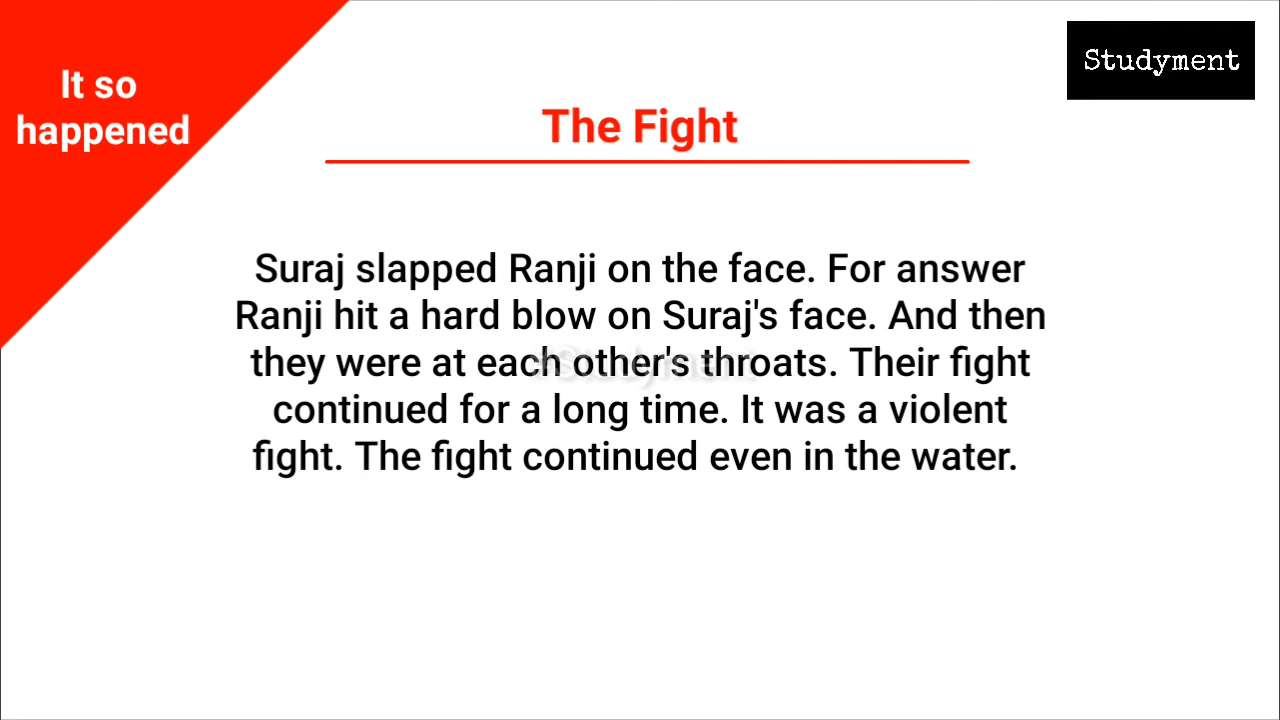 It so
happened
Studyment
The Fight
Suraj slapped Ranji on the face. For answer
Ranji hit a hard blow on Suraj's face. And then
they were at each other's throats. Their fight
continued for a long time. It was a violent
fight. The fight continued even in the water.